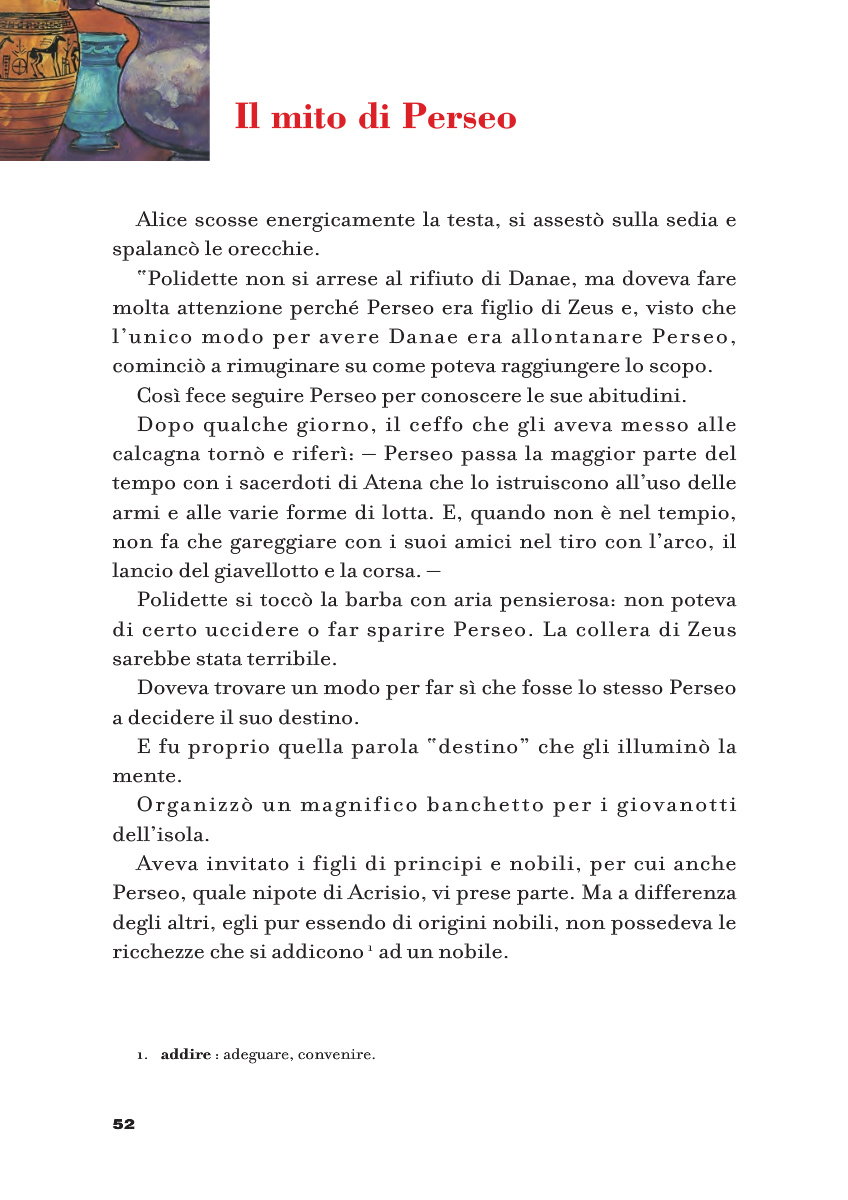 Il mito di Perseo
Alice scosse energicamente la testa, si assestò sulla sedia e
spalancò le orecchie.
‟Polidette non si arrese al rifiuto di Danae, ma doveva fare
molta attenzione perché Perseo era figlio di Zeus e, visto che
l’unico modo per avere Danae era allontanare Perseo,
cominciò a rimuginare su come poteva raggiungere lo scopo.
Così fece seguire Perseo per conoscere le sue abitudini.
Dopo qualche giorno, il ceffo che gli aveva messo alle
calcagna tornò e riferì: — Perseo passa la maggior parte del
tempo con i sacerdoti di Atena che lo istruiscono all’uso delle
armi e alle varie forme di lotta. E, quando non è nel tempio,
non fa che gareggiare con i suoi amici nel tiro con l’arco, il
lancio del giavellotto e la corsa. —
Polidette si toccò la barba con aria pensierosa: non poteva
di certo uccidere o far sparire Perseo. La collera di Zeus
sarebbe stata terribile.
Doveva trovare un modo per far sì che fosse lo stesso Perseo
a decidere il suo destino.
E fu proprio quella parola ‟destino” che gli illuminò la
mente.
Organizzò un magnifico banchetto per i giovanotti
dell’isola.
Aveva invitato i figli di principi e nobili, per cui anche
Perseo, quale nipote di Acrisio, vi prese parte. Ma a differenza
degli altri, egli pur essendo di origini nobili, non possedeva le
ricchezze che si addicono ¹ ad un nobile.
1. addire : adeguare, convenire.
52